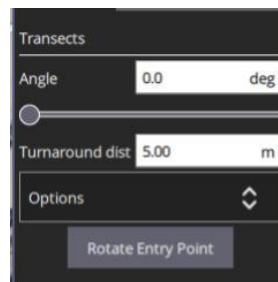 Transects
Angle 0.0 deg
Turnaround dist 5.00 m
Options
Rotate Entry Point